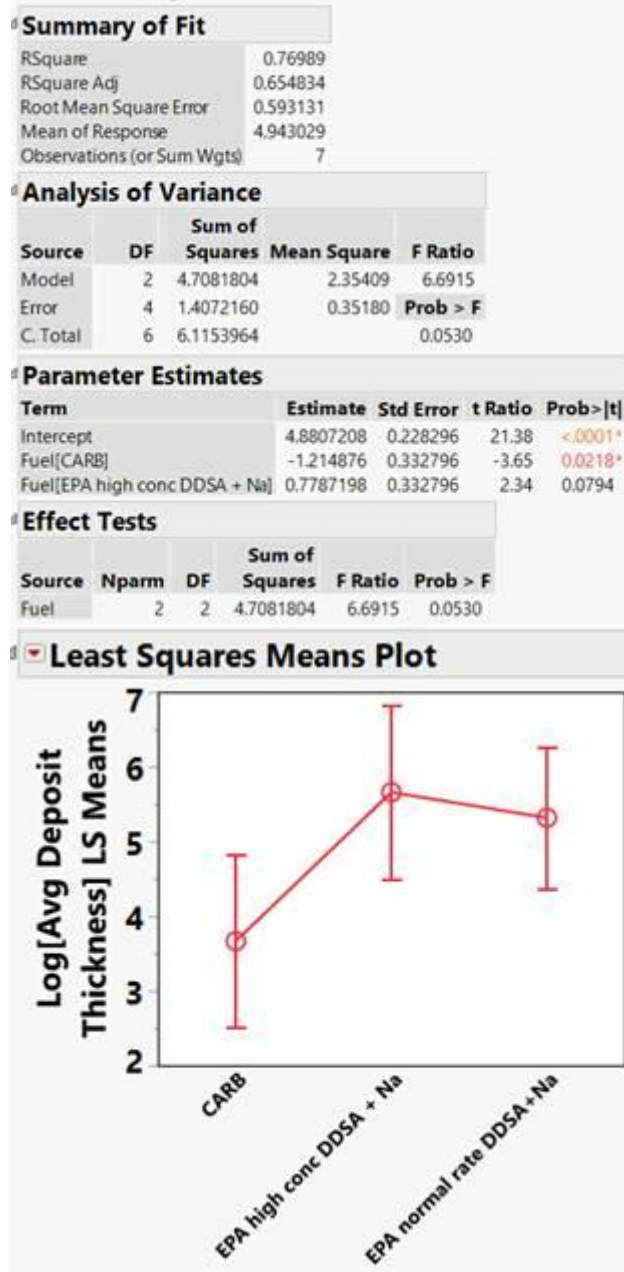 Summary of Fit
RSquare 0.76989
RSquare Adj 0.654834
Root Mean Square Error 0.593131
Mean of Response 4.943029
Observations (or Sum Wgts) 7
Analysis of Variance
Sum of
Source DF Squares Mean Square F Ratio
Model 2 4.7081804 2.35409 6.6915
Error 4 1.4072160 0.35180 Prob > F
C. Total 6 6.1153964 0.0530
Parameter Estimates
Term Estimate Std Error t Ratio Prob>|t|
Intercept 4.8807208 0.228296 21.38 <.0001*
Fuel[CARB] -1.214876 0.332796 -3.65 0.0218*
Fuel[EPA high conc DDSA + Na] 0.7787198 0.332796 2.34 0.0794
Effect Tests
Sum of
Source Nparm DF Squares F Ratio Prob > F
Fuel 2 2 4.7081804 6.6915 0.0530
Least Squares Means Plot
Log[Avg Deposit
Thickness] LS Means
7
6
5
4
3
2
CARB
EPA high conc DDSA + Na
EPA normal rate DDSA+Na